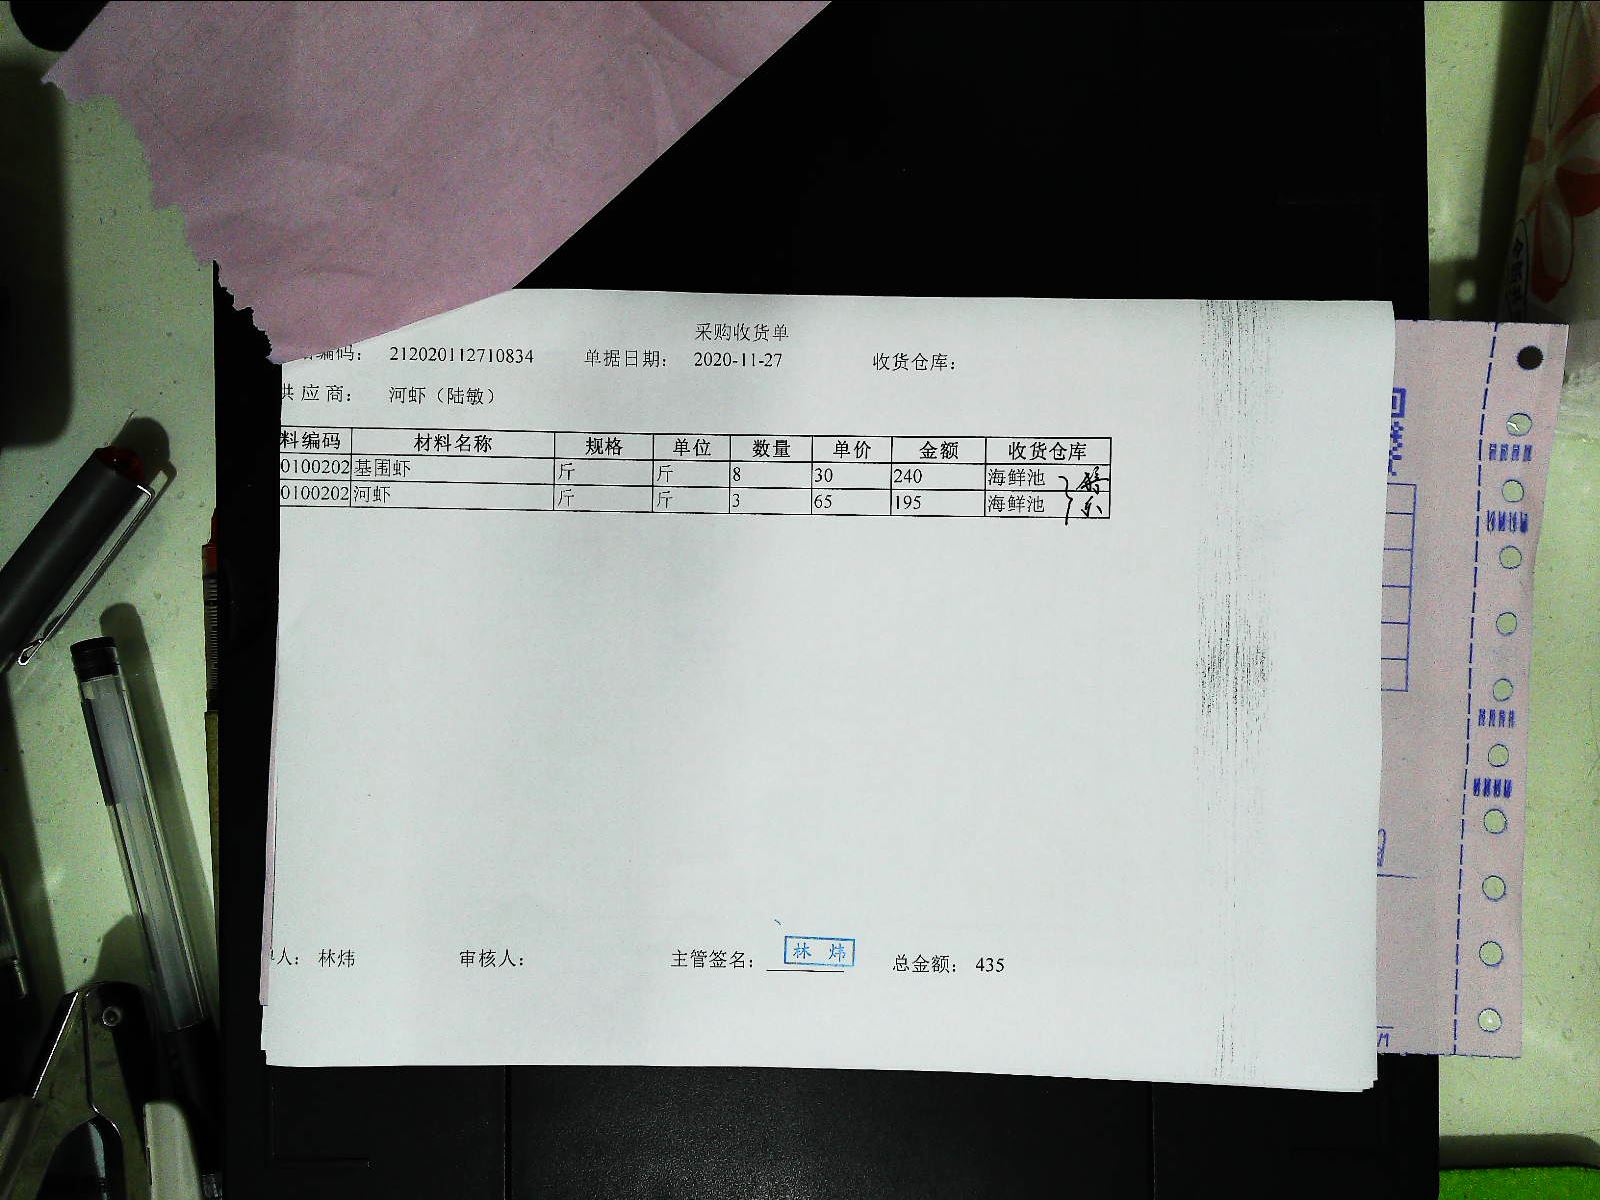 采购收货单
编码： 212020112710834 单据日期： 2020-11-27 收货仓库：
供 应 商： 河虾（陆敏）
料编码 材料名称 规格 单位 数量 单价 金额 收货仓库
0100202 基围虾 斤 斤 8 30 240 海鲜池
0100202 河虾 斤 斤 3 65 195 海鲜池
人： 林炜 审核人： 主管签名： 林 炜 总金额： 435